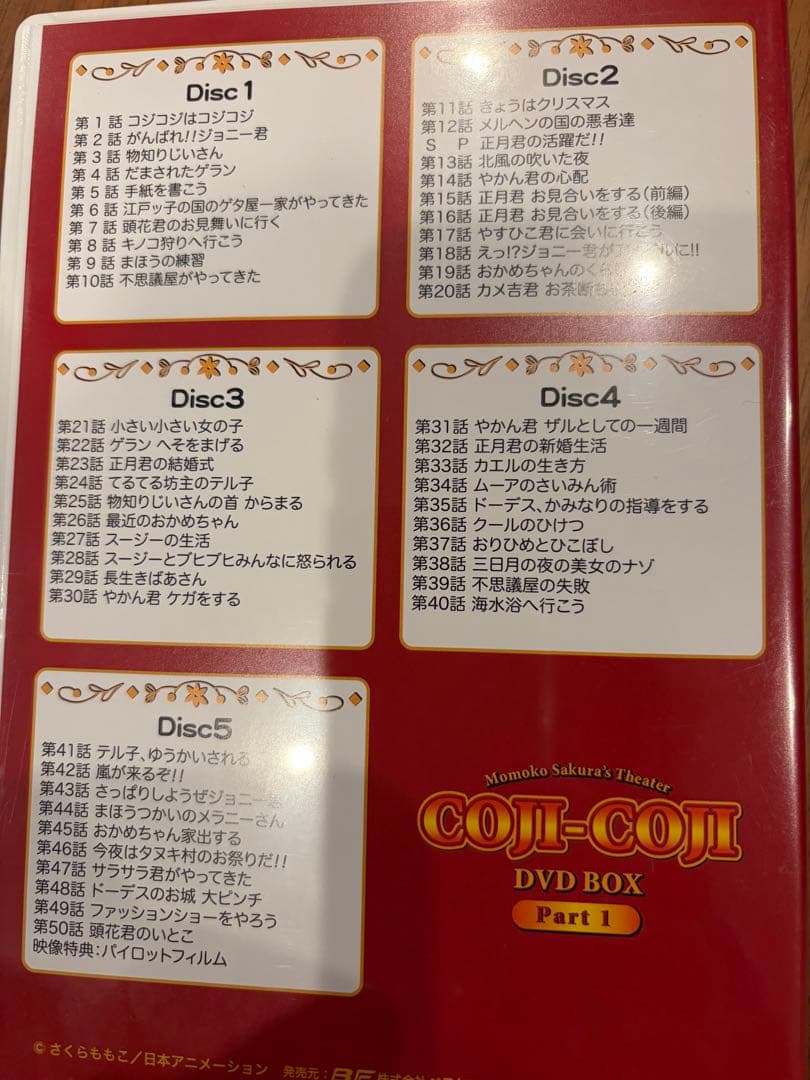 Disc1
第 1 話 コジコジはコジコジ
第 2 話 がんばれ!!ジョニー君
第 3 話 物知りじいさん
第 4 話 だまされたゲラン
第 5 話 手紙を書こう
第 6 話 江戸ッ子の国のゲタ屋一家がやってきた
第 7 話 頭花君のお見舞いに行く
第 8 話 キノコ狩りへ行こう
第 9 話 まほうの練習
第10話 不思議屋がやってきた
Disc2
第11話 きょうはクリスマス
第12話 メルヘンの国の悪者達
S P 正月君の活躍だ!!
第13話 北風の吹いた夜
第14話 やかん君の心配
第15話 正月君 お見合いをする(前編)
第16話 正月君 お見合いをする(後編)
第17話 やすひこ君に会いに行こう
第18話 えっ!?ジョニー君が
第19話 おかめちゃんの
第20話 カメ吉君 お茶断
Disc3
第21話 小さい小さい女の子
第22話 ゲラン へそをまげる
第23話 正月君の結婚式
第24話 てるてる坊主のテル子
第25話 物知りじいさんの首 からまる
第26話 最近のおかめちゃん
第27話 スージーの生活
第28話 スージーとブヒブヒみんなに怒られる
第29話 長生きばあさん
第30話 やかん君 ケガをする
Disc4
第31話 やかん君 ザルとしての一週間
第32話 正月君の新婚生活
第33話 カエルの生き方
第34話 ムーアのさいみん術
第35話 ドーデス、かみなりの指導をする
第36話 クールのひけつ
第37話 おりひめとひこぼし
第38話 三日月の夜の美女のナゾ
第39話 不思議屋の失敗
第40話 海水浴へ行こう
Disc5
第41話 テル子、ゆうかいされる
第42話 嵐が来るぞ!!
第43話 さっぱりしようぜジョニー
第44話 まほうつかいのメラニーさん
第45話 おかめちゃん家出する
第46話 今夜はタヌキ村のお祭りだ!!
第47話 サラサラ君がやってきた
第48話 ドーデスのお城 大ピンチ
第49話 ファッションショーをやろう
第50話 頭花君のいとこ
映像特典:パイロットフィルム
Momoko Sakura's Theater
COJI-COJI
DVD BOX
Part 1
© さくらももこ/日本アニメーション 発売元: 株式会社